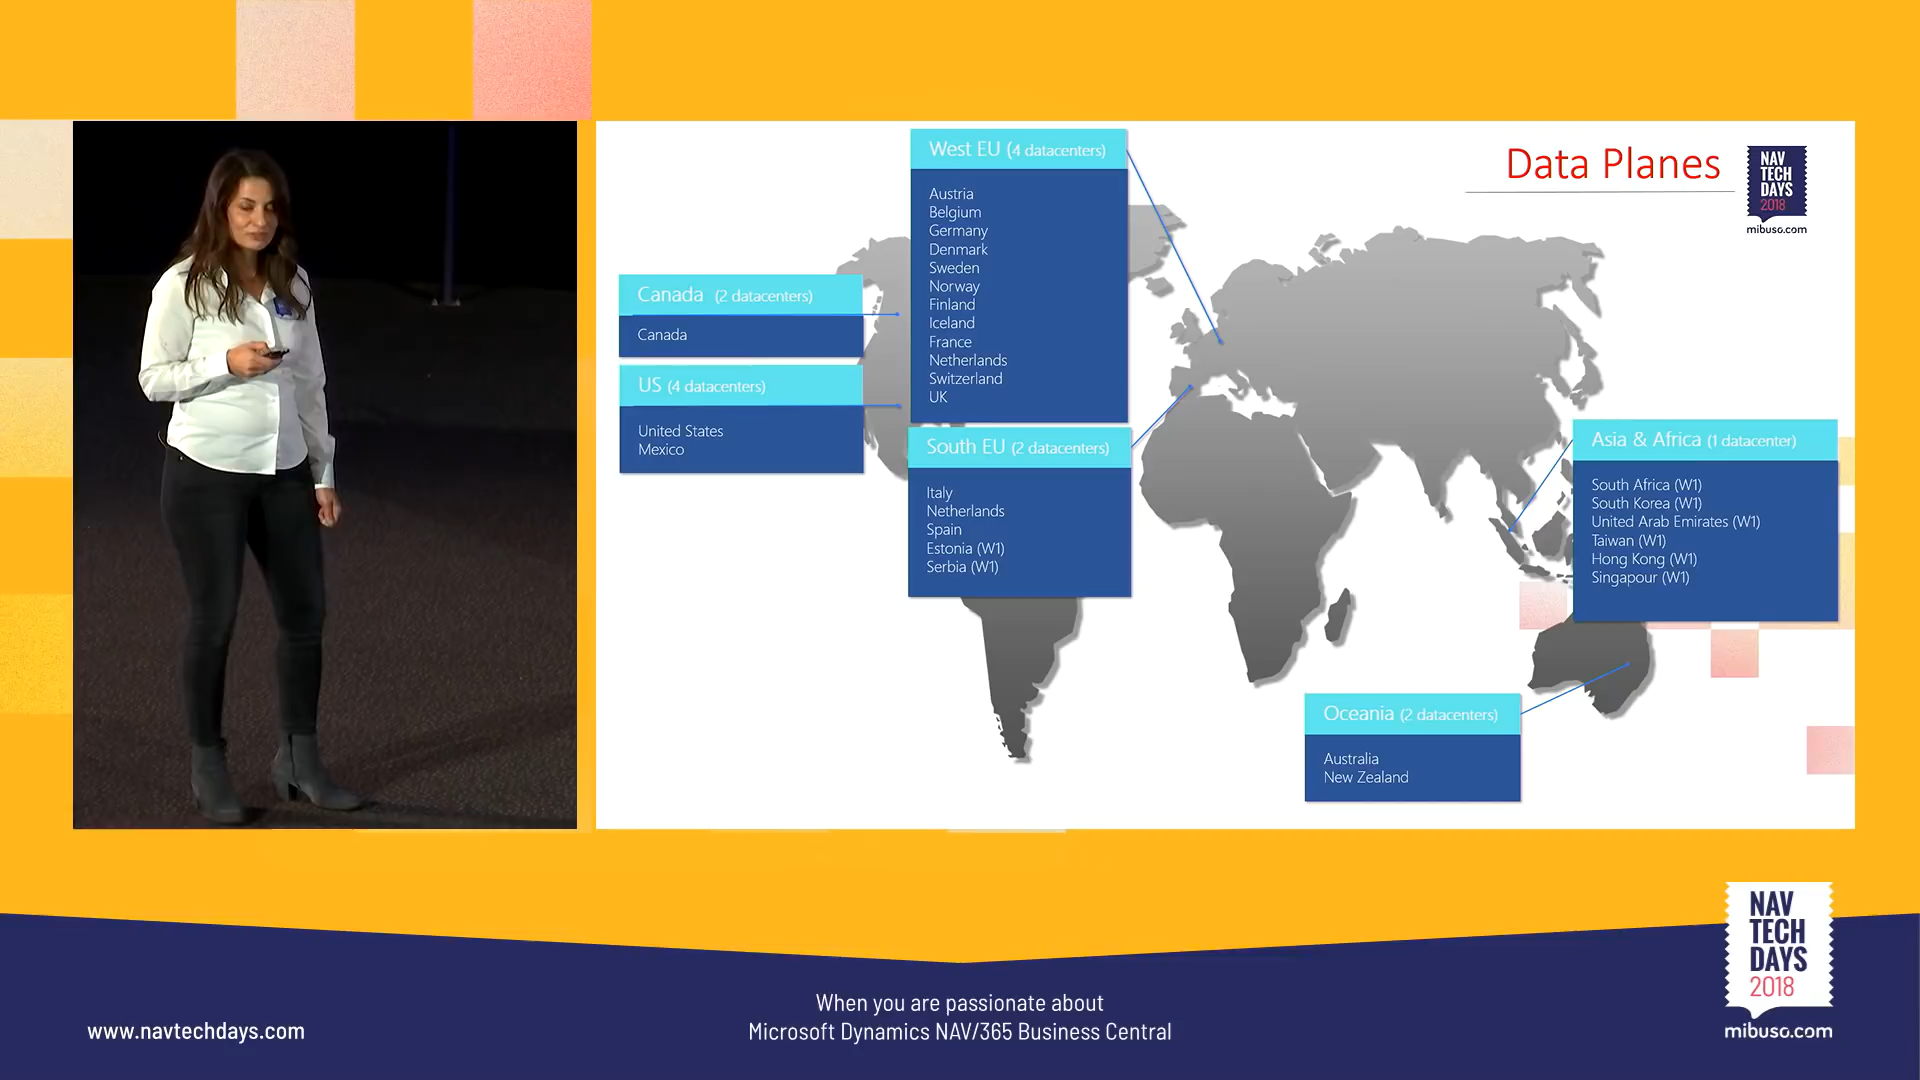 Data Planes
NAV
TECH
DAYS
2018
mibuso.com
West EU (4 datacenters)
Austria
Belgium
Germany
Denmark
Sweden
Norway
Finland
Iceland
France
Netherlands
Switzerland
UK
Canada (2 datacenters)
Canada
US (4 datacenters)
United States
Mexico
South EU (2 datacenters)
Italy
Netherlands
Spain
Estonia (W1)
Serbia (W1)
Asia & Africa (1 datacenter)
South Africa (W1)
South Korea (W1)
United Arab Emirates (W1)
Taiwan (W1)
Hong Kong (W1)
Singapour (W1)
Oceania (2 datacenters)
Australia
New Zealand
www.navtechdays.com
When you are passionate about
Microsoft Dynamics NAV/365 Business Central
NAV
TECH
DAYS
2018
mibuso.com